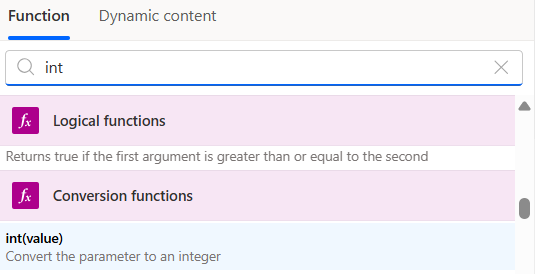 Function Dynamic content
int
fx Logical functions
Returns true if the first argument is greater than or equal to the second
fx Conversion functions
int(value)
Convert the parameter to an integer